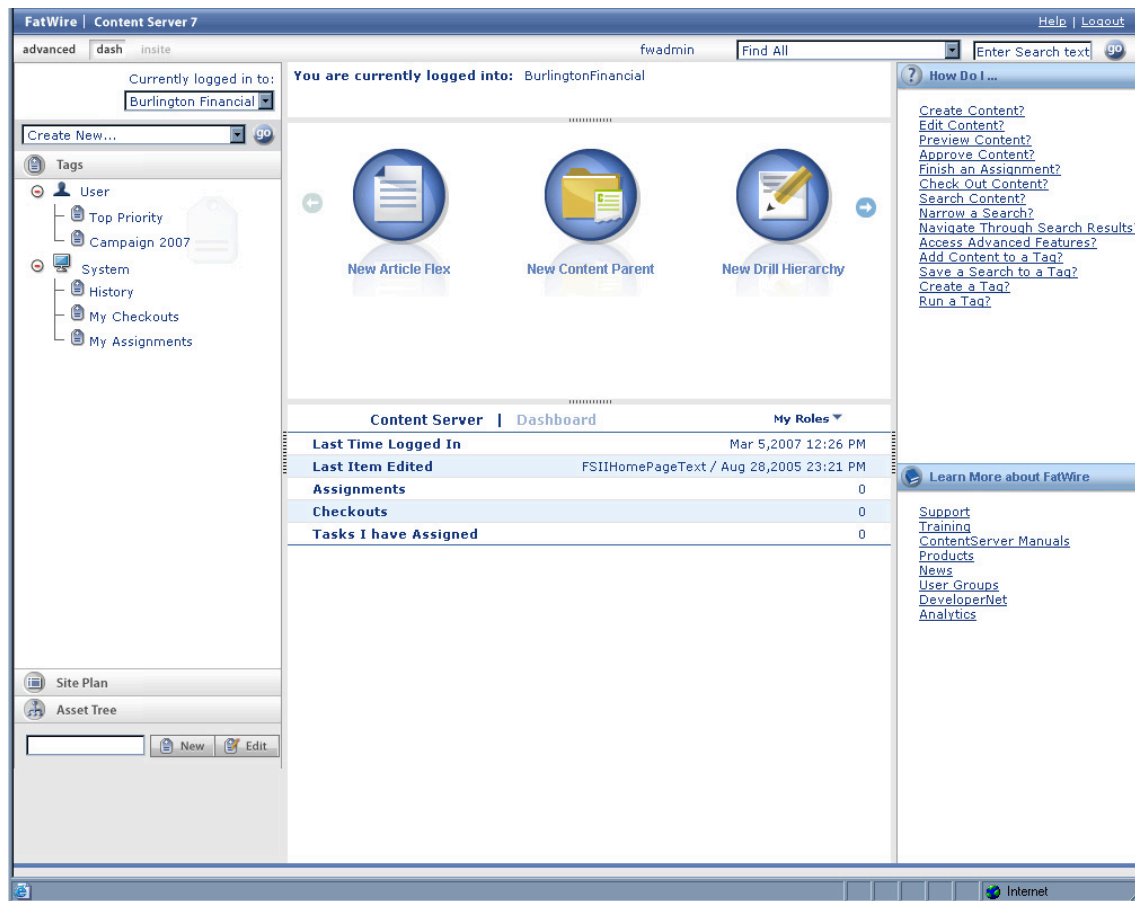 FatWire | Content Server 7
Help | Logout
advanced dash insite
fwadmin
Find All
Enter Search text
go
Currently logged in to:
Burlington Financial
Create New...
go
Tags
User
Top Priority
Campaign 2007
System
History
My Checkouts
My Assignments
Site Plan
Asset Tree
New
Edit
You are currently logged into: BurlingtonFinancial
New Article Flex
New Content Parent
New Drill Hierarchy
Content Server | Dashboard
My Roles
Last Time Logged In Mar 5,2007 12:26 PM
Last Item Edited FSIIHomePageText / Aug 28,2005 23:21 PM
Assignments 0
Checkouts 0
Tasks I have Assigned 0
? How Do I ...
Create Content?
Edit Content?
Preview Content?
Approve Content?
Finish an Assignment?
Check Out Content?
Search Content?
Narrow a Search?
Navigate Through Search Results?
Access Advanced Features?
Add Content to a Tag?
Save a Search to a Tag?
Create a Tag?
Run a Tag?
Learn More about FatWire
Support
Training
ContentServer Manuals
Products
News
User Groups
DeveloperNet
Analytics
Internet